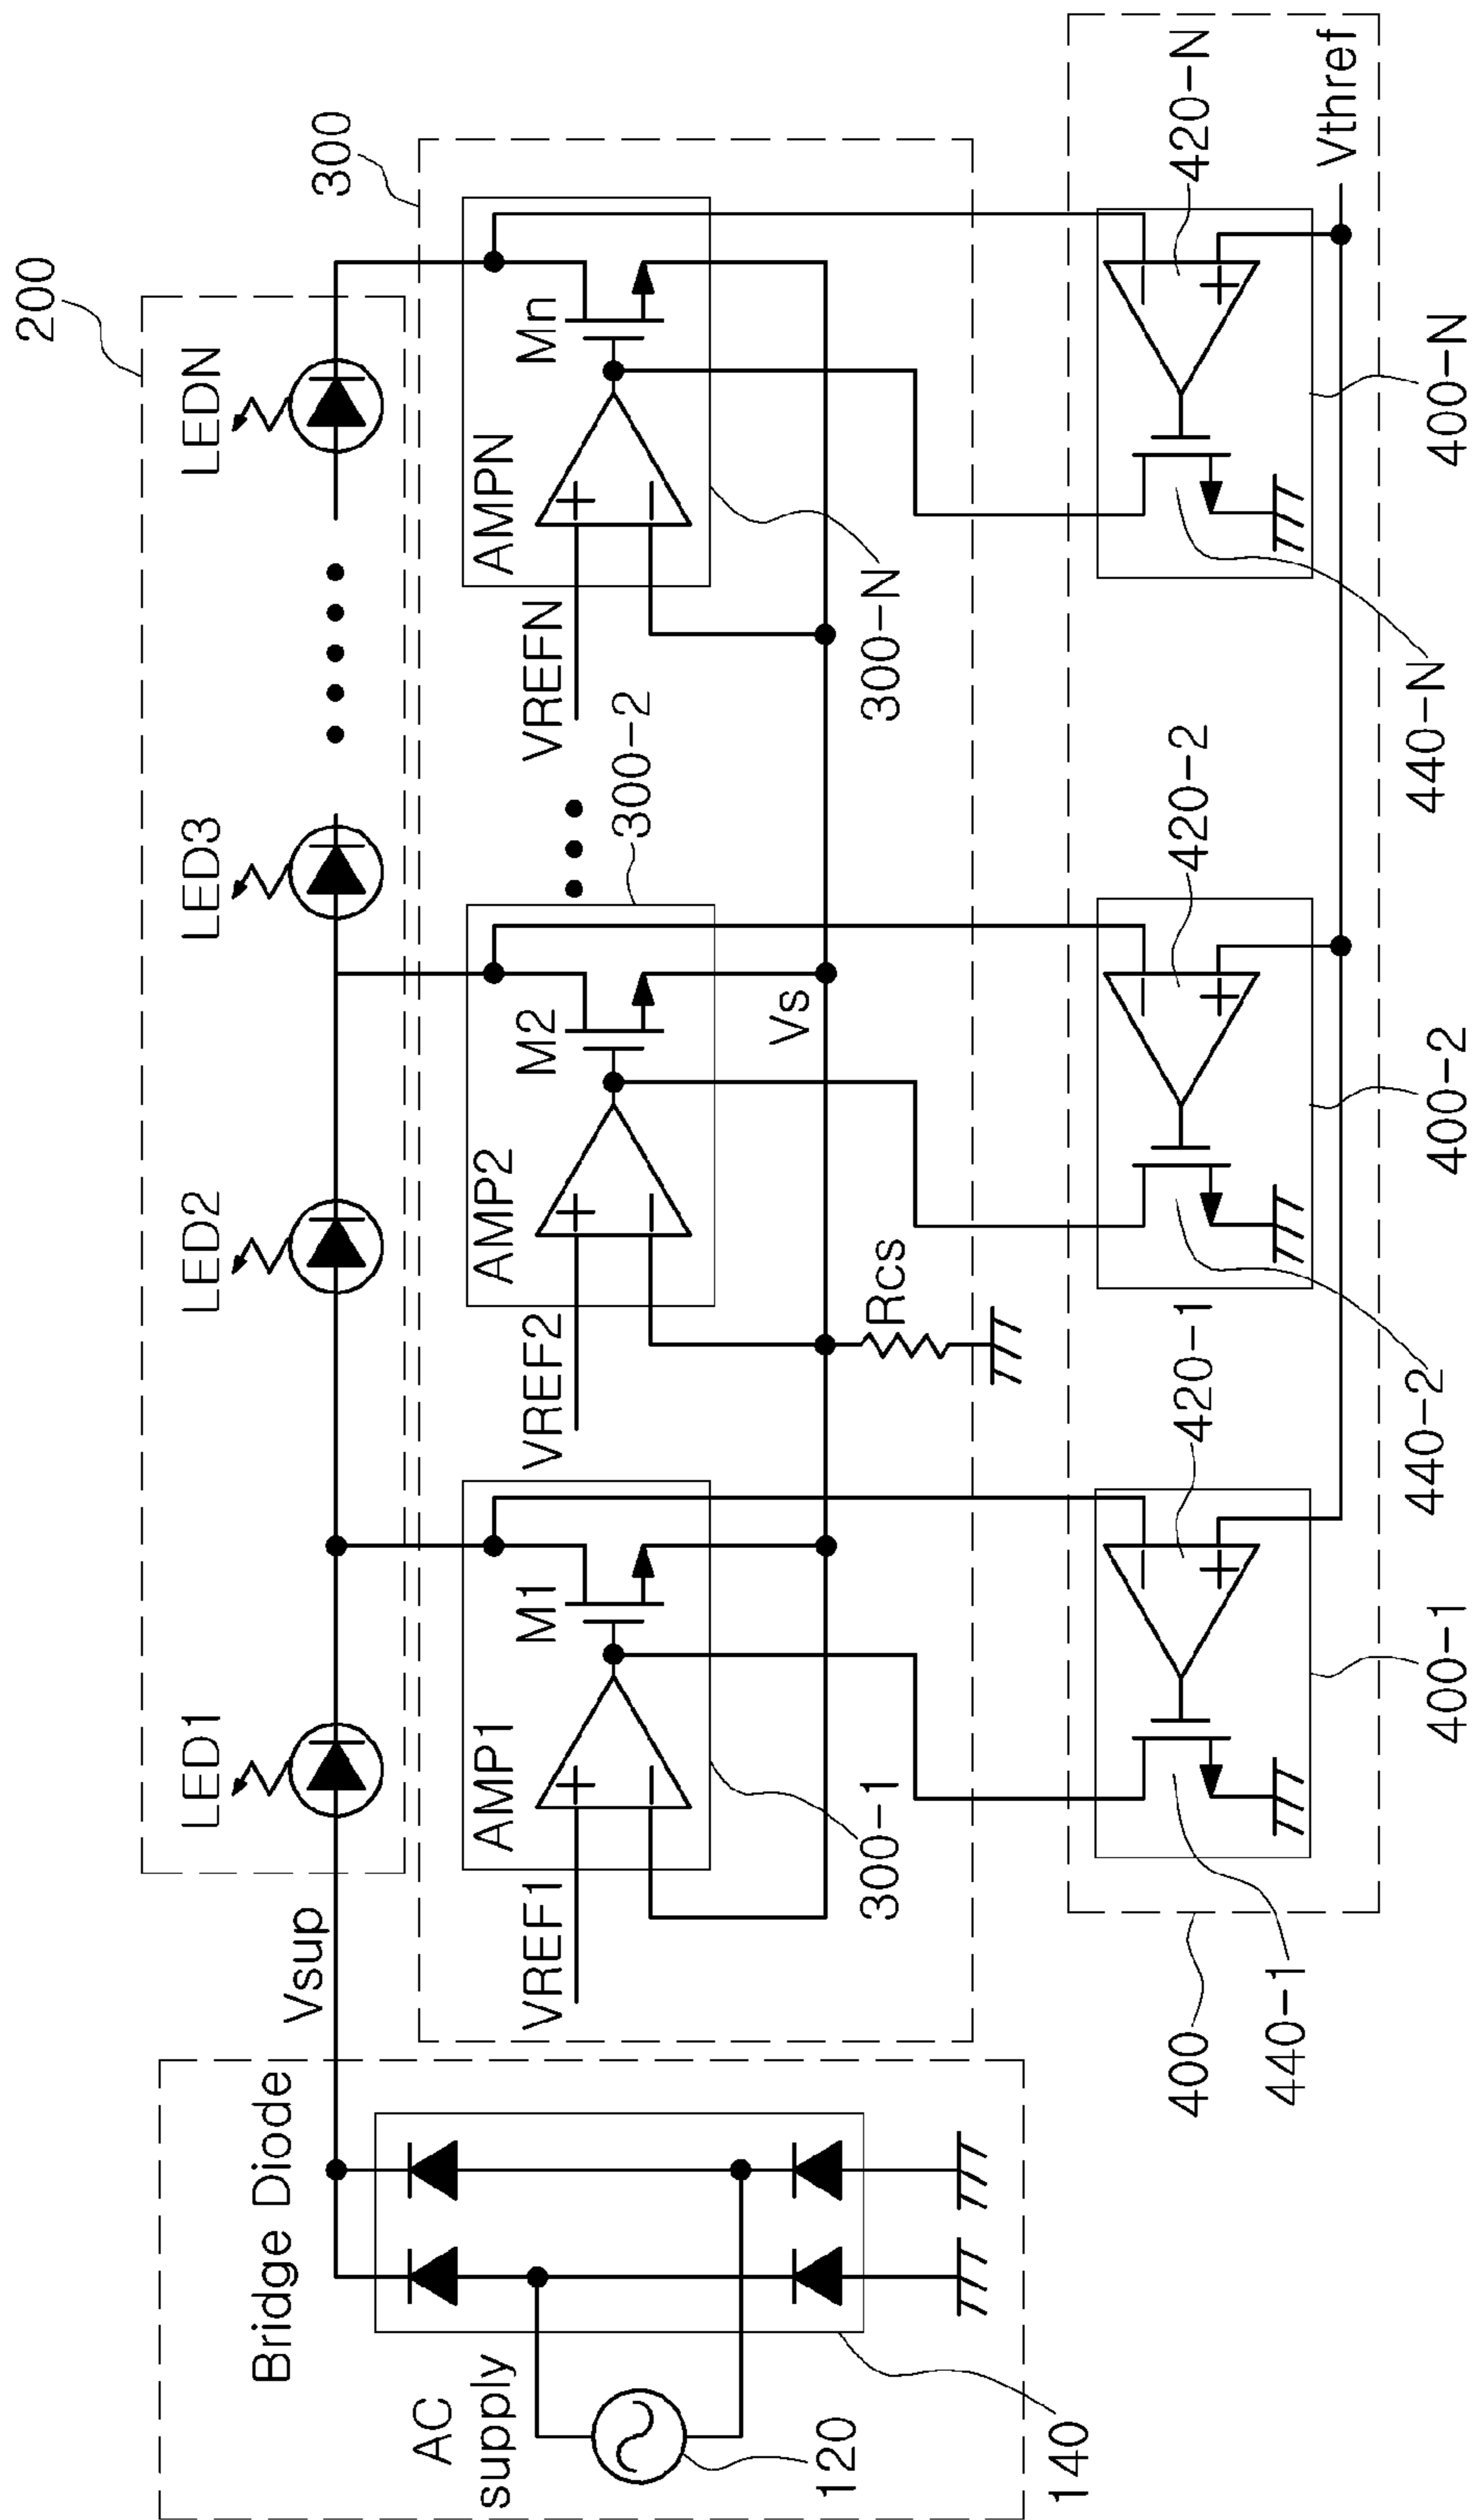 200
LED1
LED2
LED3
LEDN
300
Vsup
Bridge Diode
AC
supply
120
140
AMP1
M1
VREF1
300-1
AMP2
M2
VREF2
300-2
Vs
Rcs
AMPN
Mn
VREFN
300-N
400
440-1
420-1
400-1
440-2
420-2
400-2
440-N
420-N
400-N
Vthref